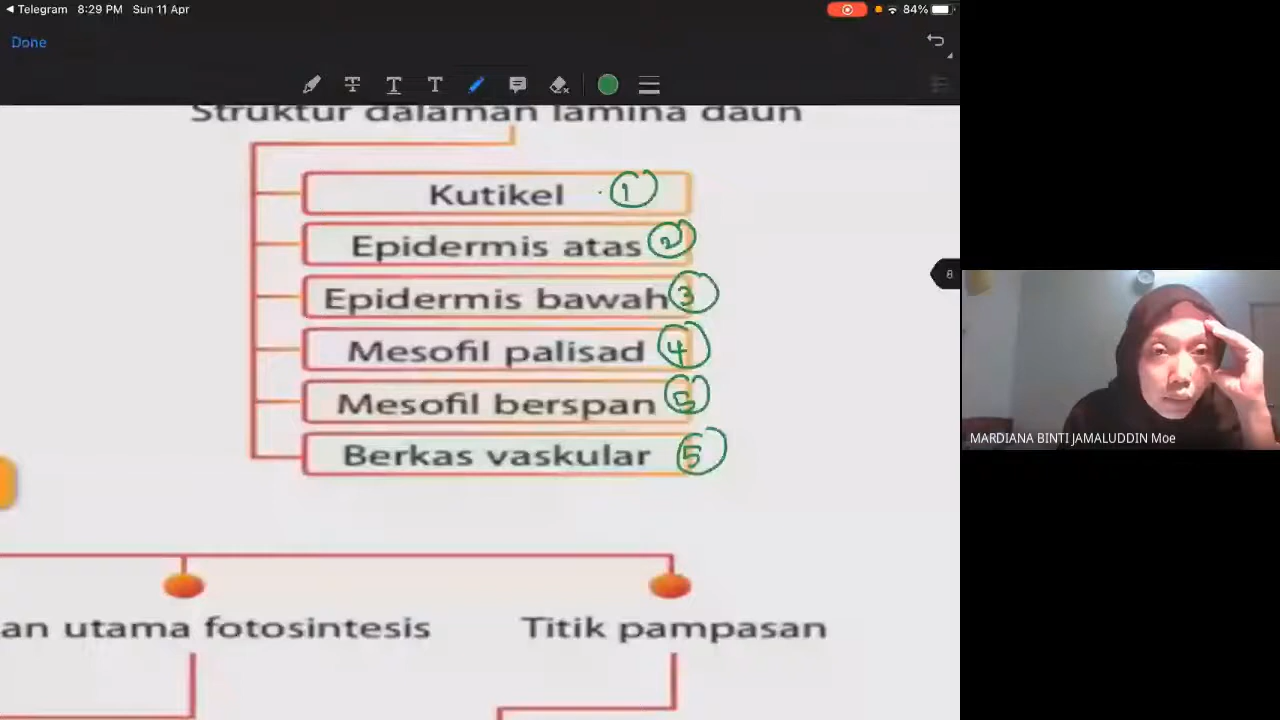 Telegram 8:29 PM Sun 11 Apr 84%
Done
T T T
Struktur dalaman lamina daun
Kutikel 1
Epidermis atas 2
Epidermis bawah 3
8
Mesofil palisad 4
Mesofil berspan 5
Berkas vaskular 5
MARDIANA BINTI JAMALUDDIN Moe
an utama fotosintesis
Titik pampasan